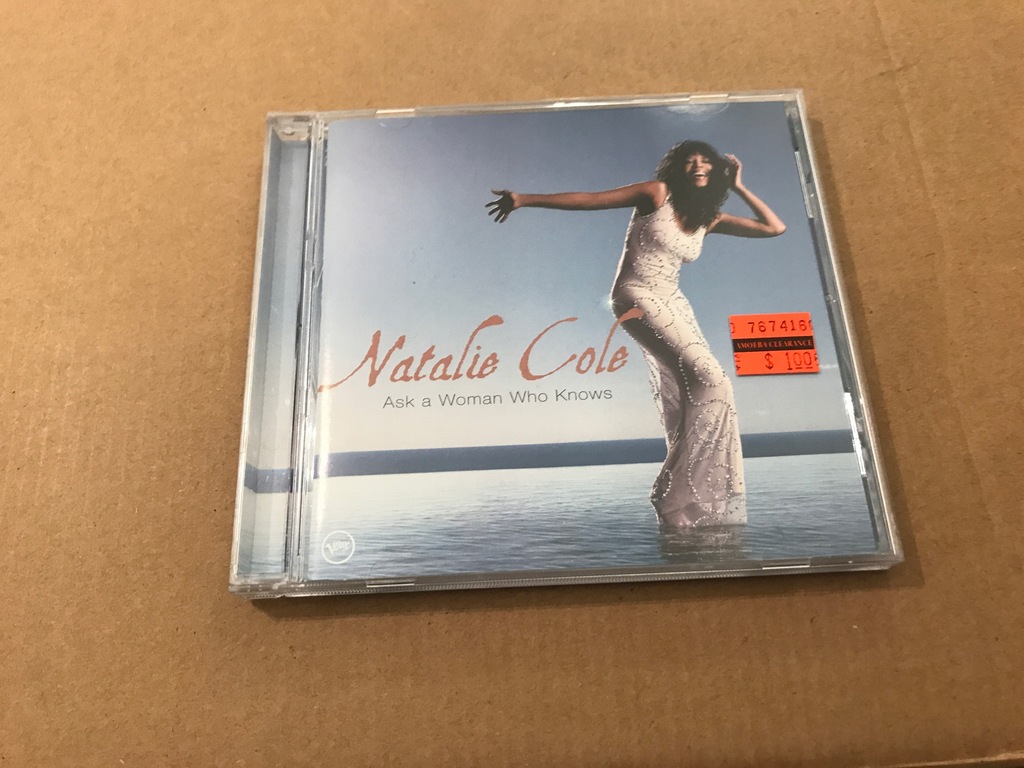 Natalie Cole
Ask a Woman Who Knows
767416
AMOEBA CLEARANCE
$ 1.00
Verve